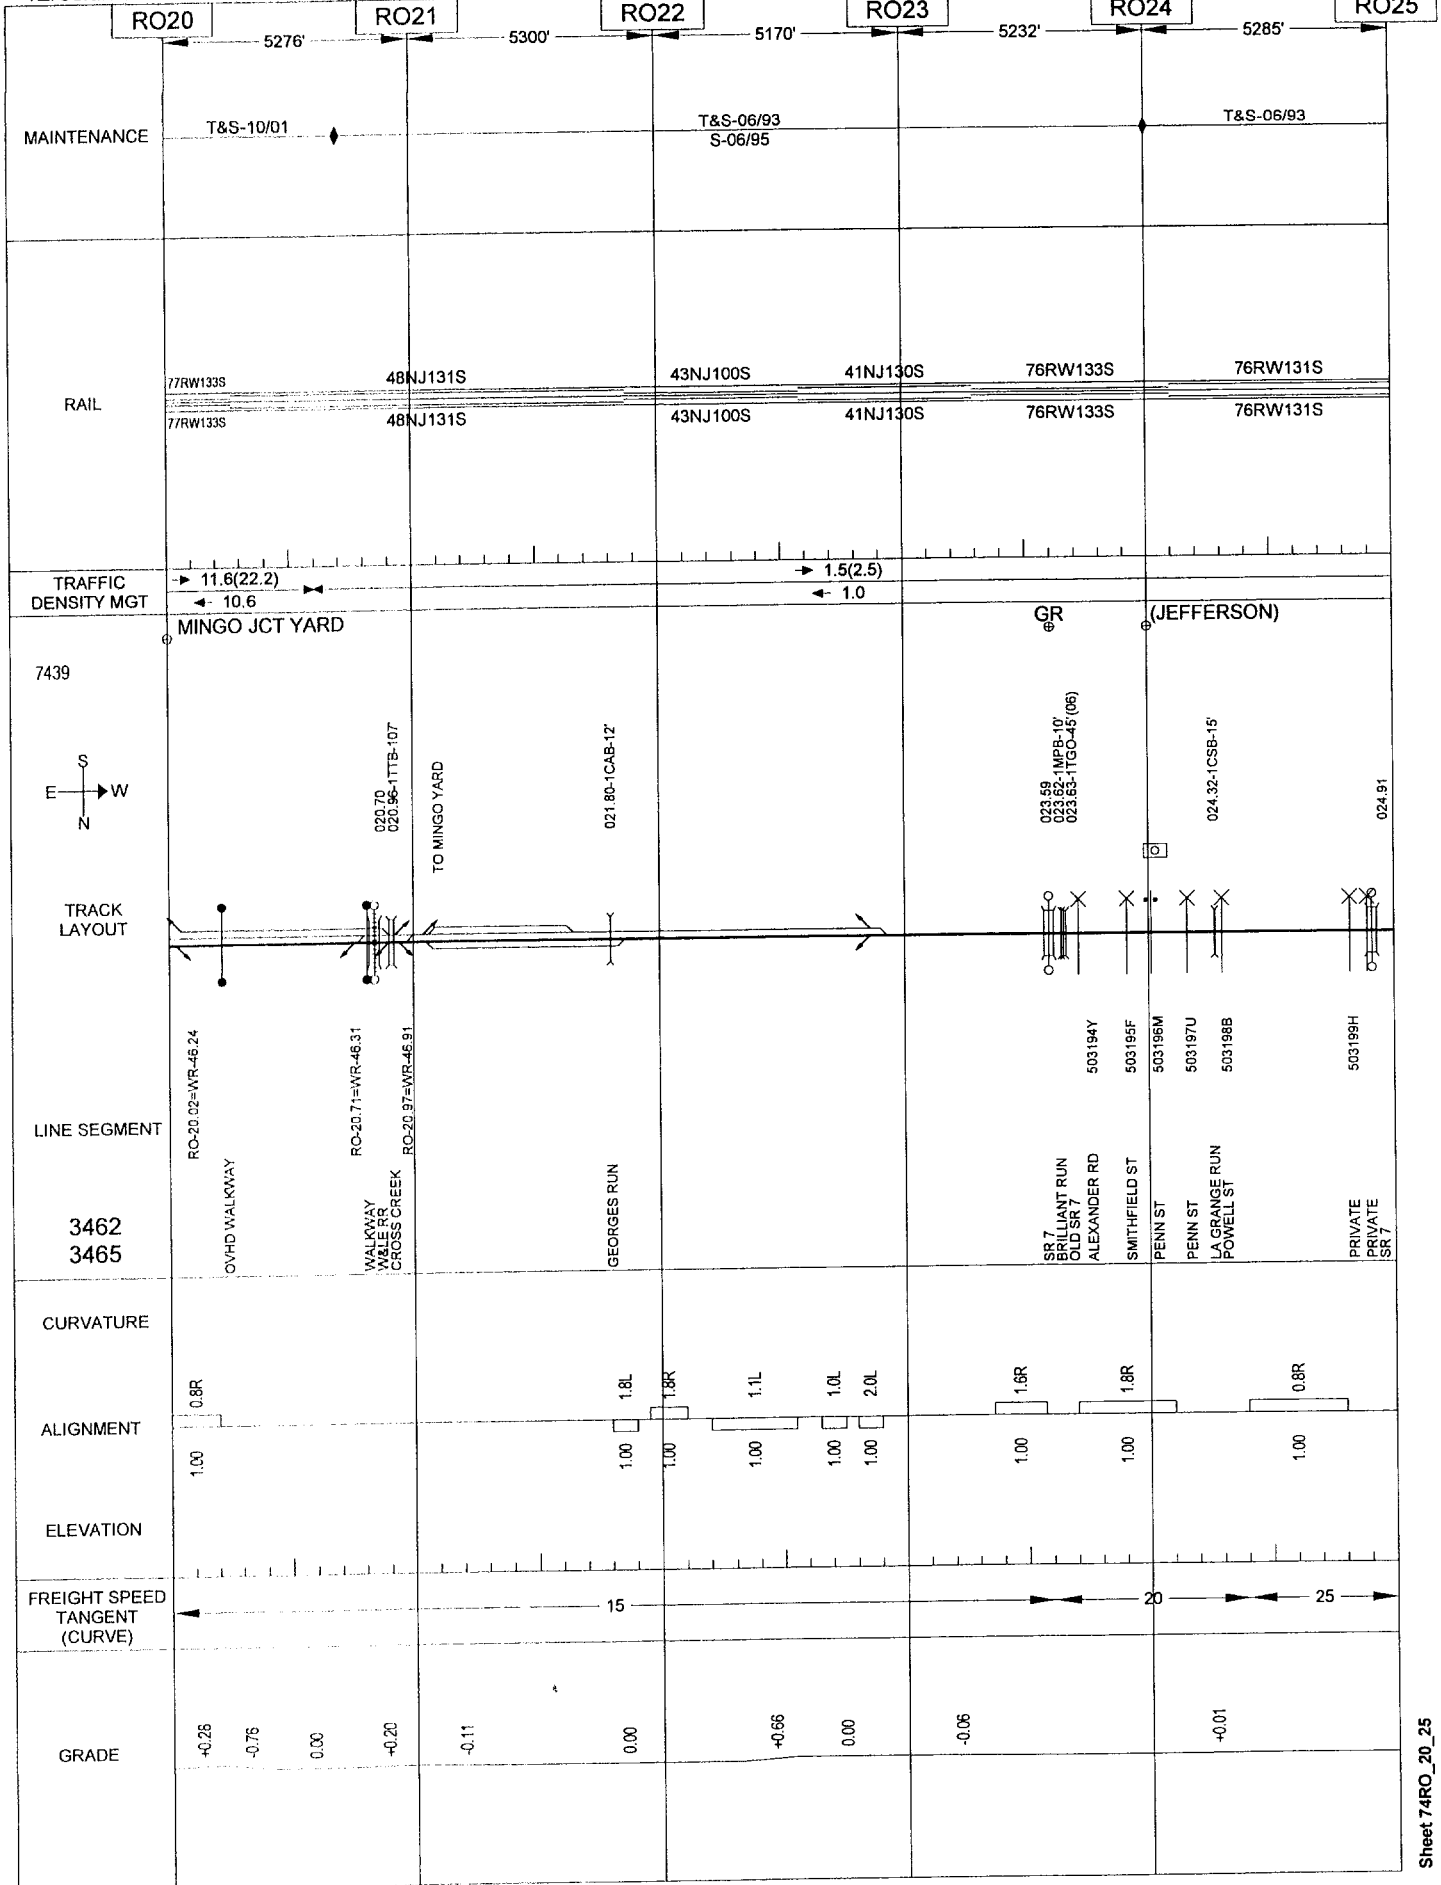 RO20
RO21
RO22
RO23
RO24
RO25
5276'
5300'
5170'
5232'
5285'
MAINTENANCE
T&S-10/01
T&S-06/93
S-06/95
T&S-06/93
RAIL
77RW133S
48NJ131S
43NJ100S
41NJ130S
76RW133S
76RW131S
77RW133S
48NJ131S
43NJ100S
41NJ130S
76RW133S
76RW131S
TRAFFIC
DENSITY MGT
11.6(22.2)
10.6
1.5(2.5)
1.0
MINGO JCT YARD
GR
(JEFFERSON)
7439
S
E
W
N
020.70
020.96-1TTB-107'
TO MINGO YARD
021.80-1CAB-12'
023.59
023.62-1MPB-10'
023.63-1TGO-45'(06)
024.32-1CSB-15'
024.91
TRACK
LAYOUT
RO-20.02=WR-46.24
RO-20.71=WR-46.31
RO-20.97=WR-46.91
503194Y
503195F
503196M
503197U
503198B
503199H
LINE SEGMENT
3462
3465
OVHD WALKWAY
WALKWAY
W&LE RR
CROSS CREEK
GEORGES RUN
SR 7
BRILLIANT RUN
OLD SR 7
ALEXANDER RD
SMITHFIELD ST
PENN ST
PENN ST
LA GRANGE RUN
POWELL ST
PRIVATE
PRIVATE
SR 7
CURVATURE
0.8R
1.8L
1.8R
1.1L
1.0L
2.0L
1.6R
1.8R
0.8R
ALIGNMENT
1.00
1.00
1.00
1.00
1.00
1.00
1.00
1.00
1.00
ELEVATION
FREIGHT SPEED
TANGENT
(CURVE)
15
20
25
GRADE
+0.26
-0.76
0.00
+0.20
-0.11
0.00
+0.66
0.00
-0.06
+0.01
Sheet 74RO_20_25